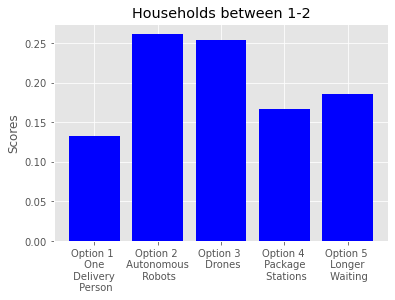 Households between 1-2
Scores
0.25
0.20
0.15
0.10
0.05
0.00
Option 1
One
Delivery
Person
Option 2
Autonomous
Robots
Option 3
Drones
Option 4
Package
Stations
Option 5
Longer
Waiting